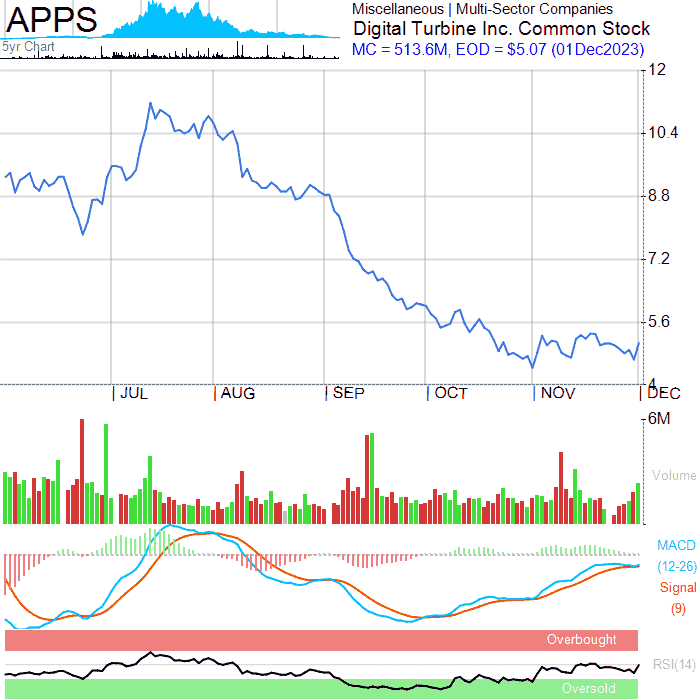 APPS
5yr Chart
Miscellaneous | Multi-Sector Companies
Digital Turbine Inc. Common Stock
MC = 513.6M, EOD = $5.07 (01Dec2023)
12
10.4
8.8
7.2
5.6
4
| JUL | AUG | SEP | OCT | NOV | DEC
6M
Volume
MACD
(12-26)
Signal
(9)
Overbought
RSI(14)
Oversold